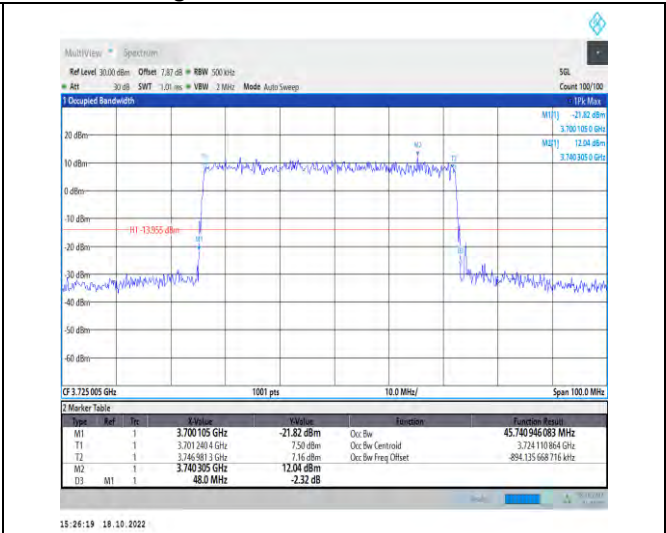 MultiView Spectrum
Ref Level 30.00 dBm Offset 7.87 dB RBW 500 kHz SGL
Att 30 dB SWT 1.01 ms VBW 2 MHz Mode Auto Sweep Count 100/100
1 Occupied Bandwidth 1Pk Max
M1[1] -21.82 dBm
3.700 105 0 GHz
20 dBm M2 M2[1] 12.04 dBm
T1 T2 3.740 305 0 GHz
10 dBm
0 dBm
-10 dBm
H1 -13.955 dBm
M1
-20 dBm
-30 dBm
-40 dBm
-50 dBm
-60 dBm
CF 3.725 005 GHz 1001 pts 10.0 MHz/ Span 100.0 MHz
2 Marker Table
Type Ref Trc X-Value Y-Value Function Function Result
M1 1 3.700 105 GHz -21.82 dBm Occ Bw 45.740 946 083 MHz
T1 1 3.701 240 4 GHz 7.50 dBm Occ Bw Centroid 3.724 110 864 GHz
T2 1 3.746 981 3 GHz 7.16 dBm Occ Bw Freq Offset -894.135 668 716 kHz
M2 1 3.740 305 GHz 12.04 dBm
D3 M1 1 48.0 MHz -2.32 dB
15:26:19 18.10.2022